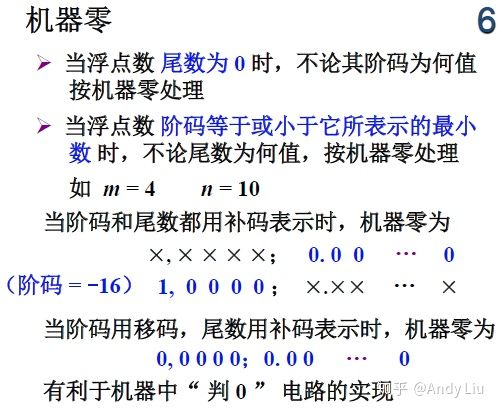 机器零
6
➢ 当浮点数 尾数为 0 时，不论其阶码为何值
按机器零处理
➢ 当浮点数 阶码等于或小于它所表示的最小
数 时，不论尾数为何值，按机器零处理
如 m = 4 n = 10
当阶码和尾数都用补码表示时，机器零为
×, × × × ×； 0. 0 0 … 0
（阶码 = −16） 1, 0 0 0 0； ×.×× … ×
当阶码用移码，尾数用补码表示时，机器零为
0, 0 0 0 0；0. 0 0 … 0
有利于机器中“ 判 0 ” 电路的实现
知乎 @Andy Liu